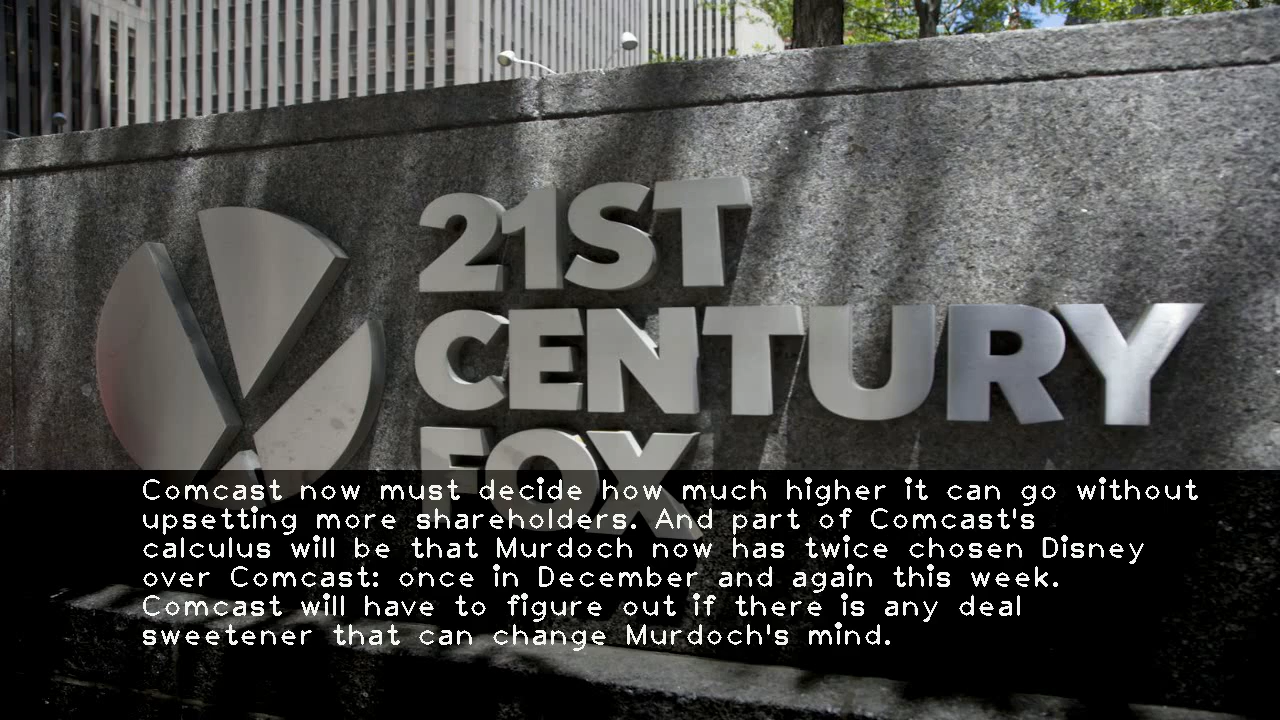 21ST
CENTURY
FOX
Comcast now must decide how much higher it can go without
upsetting more shareholders. And part of Comcast's
calculus will be that Murdoch now has twice chosen Disney
over Comcast: once in December and again this week.
Comcast will have to figure out if there is any deal
sweetener that can change Murdoch's mind.